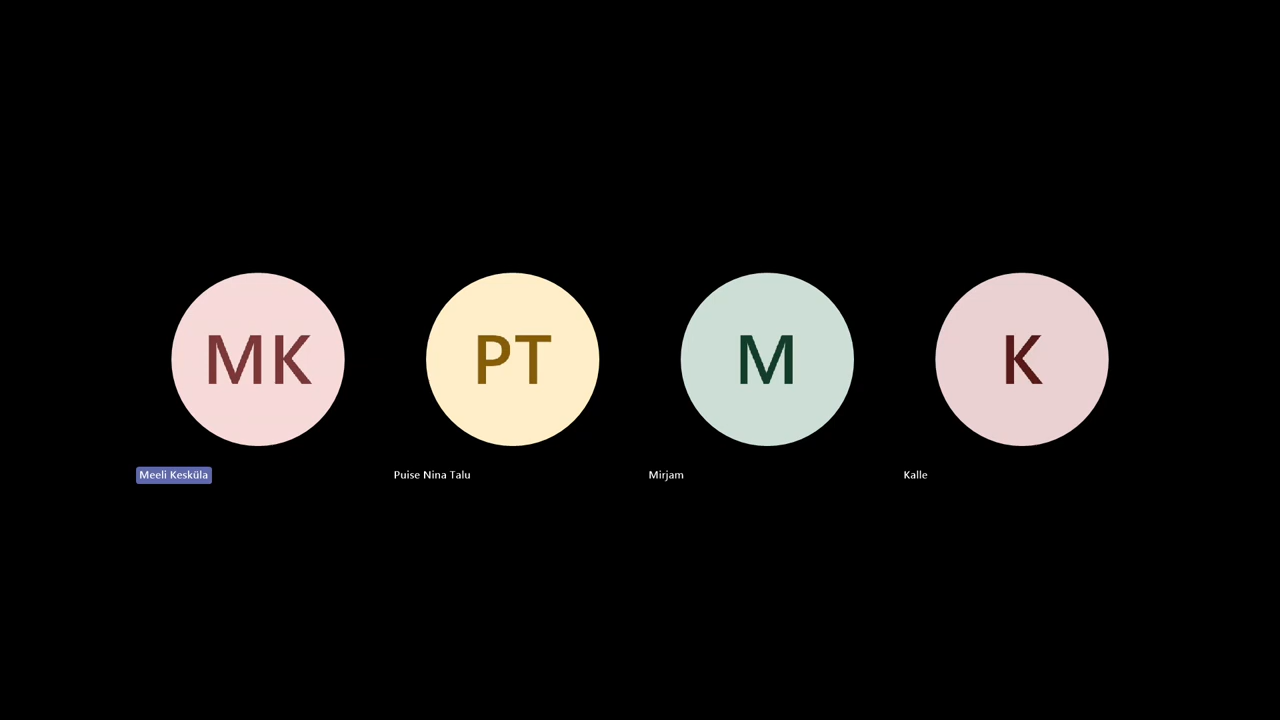 MK
PT
M
K
Meeli Kesküla
Puise Nina Talu
Mirjam
Kalle